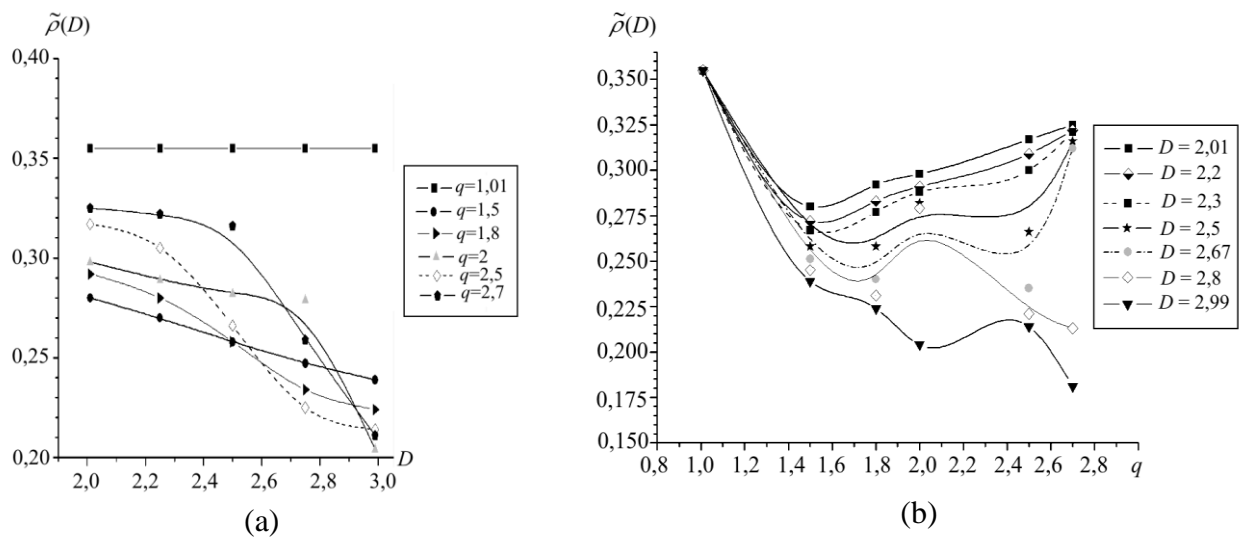 ρ̃(D)
0,40
0,35
0,30
0,25
0,20
2,0 2,2 2,4 2,6 2,8 3,0
D
q=1,01
q=1,5
q=1,8
q=2
q=2,5
q=2,7
(a)
ρ̃(D)
0,350
0,325
0,300
0,275
0,250
0,225
0,200
0,175
0,150
0,8 1,0 1,2 1,4 1,6 1,8 2,0 2,2 2,4 2,6 2,8 q
D = 2,01
D = 2,2
D = 2,3
D = 2,5
D = 2,67
D = 2,8
D = 2,99
(b)